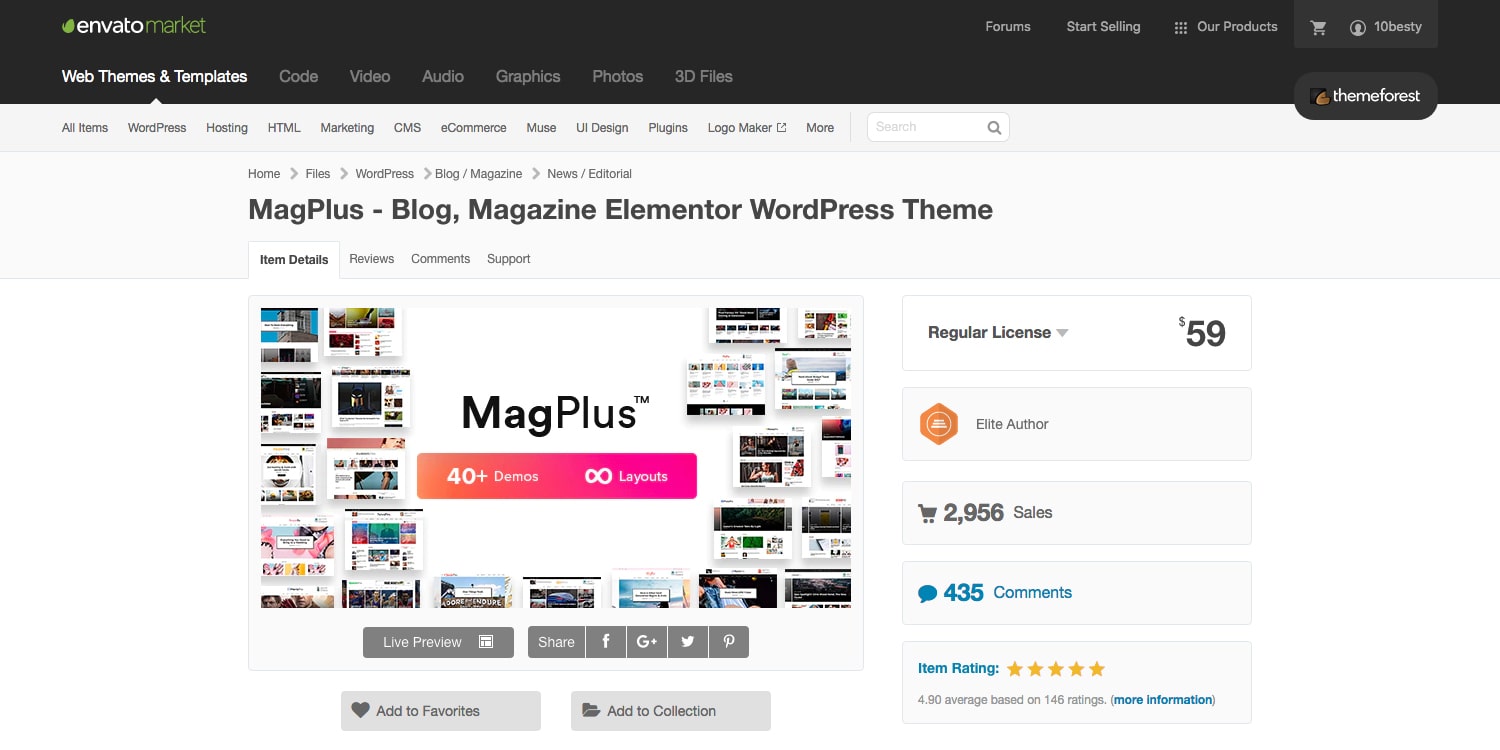 envato market
Forums
Start Selling
Our Products
10besty
Web Themes & Templates
Code
Video
Audio
Graphics
Photos
3D Files
themeforest
All Items
WordPress
Hosting
HTML
Marketing
CMS
eCommerce
Muse
UI Design
Plugins
Logo Maker
More
Search
Home
Files
WordPress
Blog / Magazine
News / Editorial
MagPlus - Blog, Magazine Elementor WordPress Theme
Item Details
Reviews
Comments
Support
MagPlus™
40+ Demos
Layouts
Live Preview
Share
Add to Favorites
Add to Collection
Regular License
$59
Elite Author
2,956 Sales
435 Comments
Item Rating:
4.90 average based on 146 ratings. (more information)